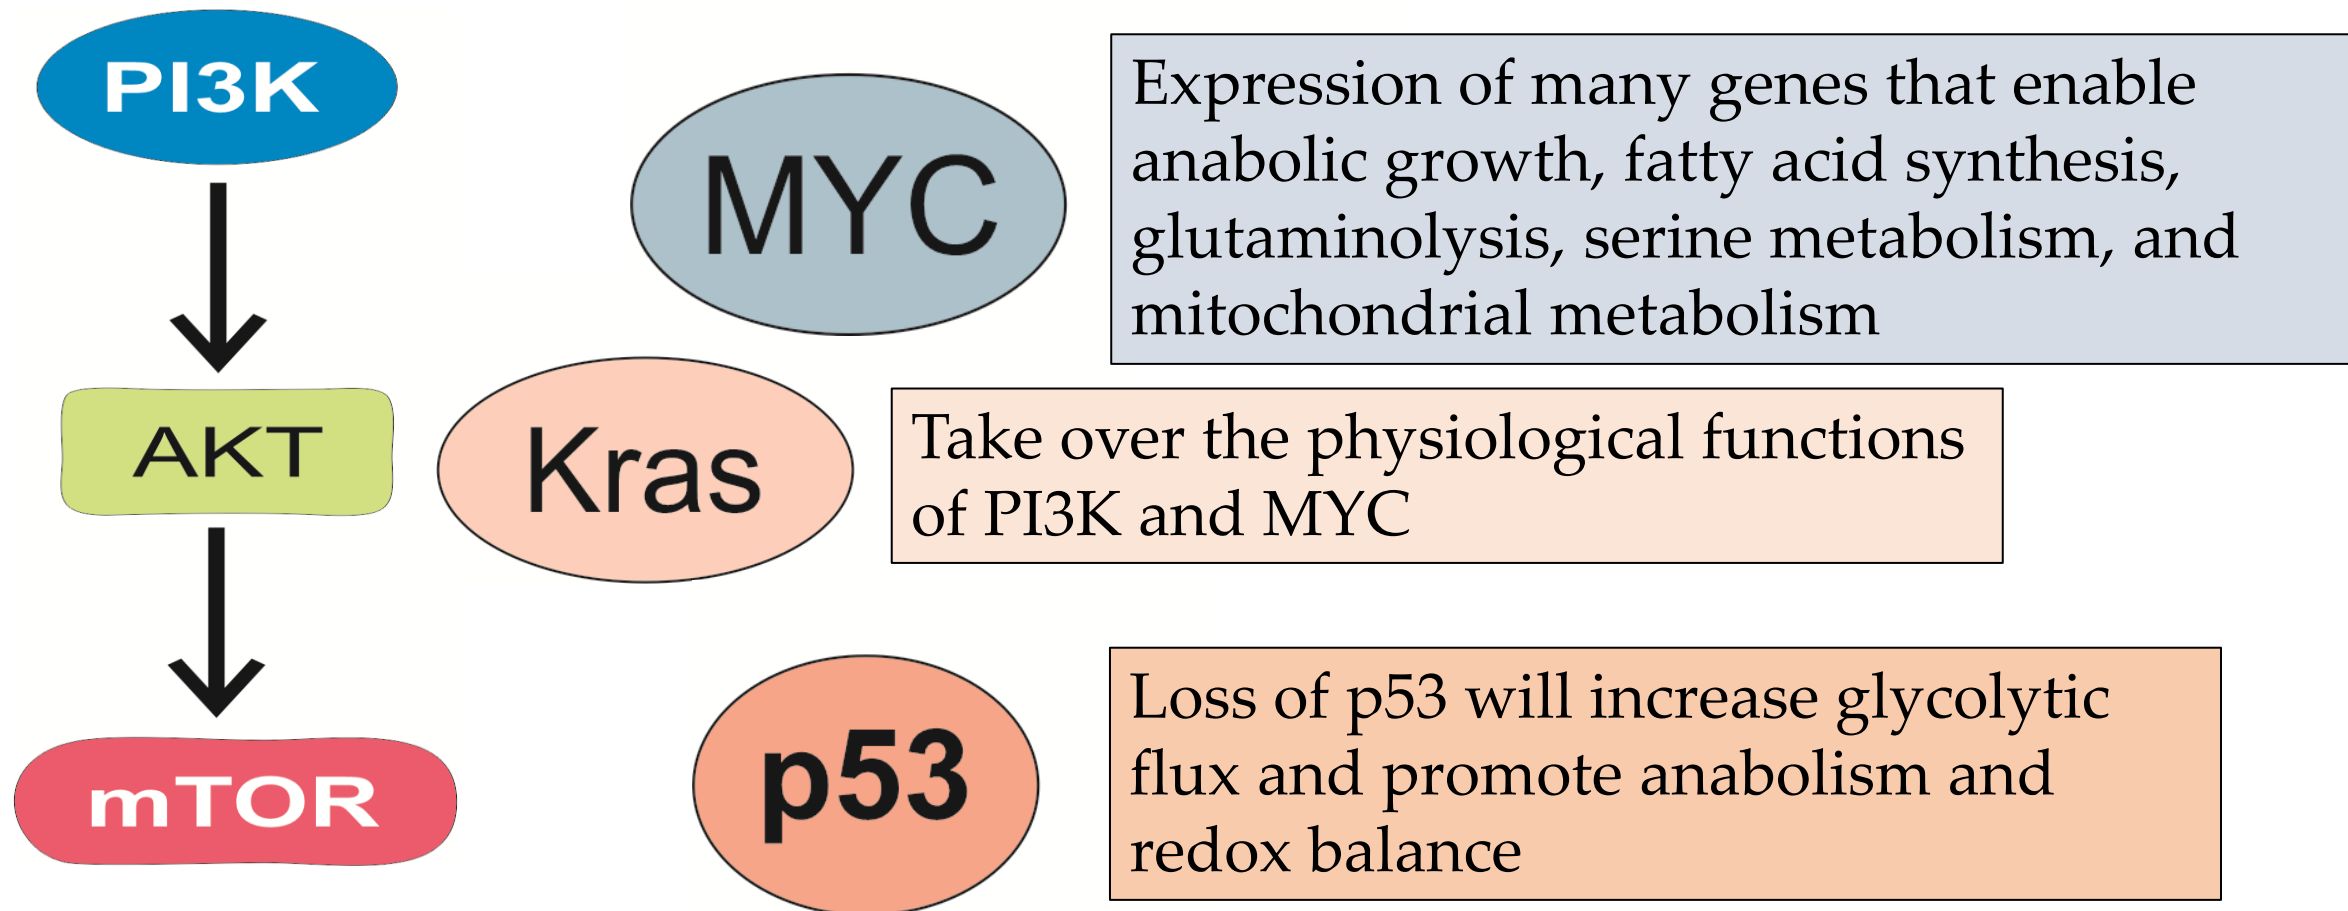 PI3K
AKT
mTOR
MYC
Expression of many genes that enable
anabolic growth, fatty acid synthesis,
glutaminolysis, serine metabolism, and
mitochondrial metabolism
Kras
Take over the physiological functions
of PI3K and MYC
p53
Loss of p53 will increase glycolytic
flux and promote anabolism and
redox balance